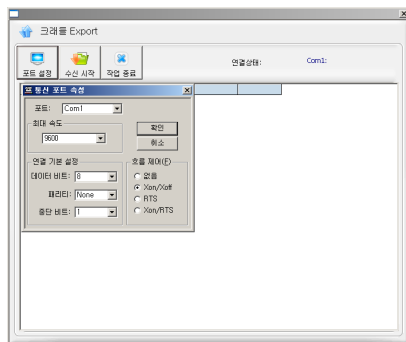 크래들 Export
포트 설정
수신 시작
작업 종료
연결상태:
Com1:
통신 포트 속성
포트: Com1
최대 속도
9600
확인
취소
연결 기본 설정
데이터 비트: 8
패리티: None
중단 비트: 1
흐름 제어(F)
없음
Xon/Xoff
RTS
Xon/RTS